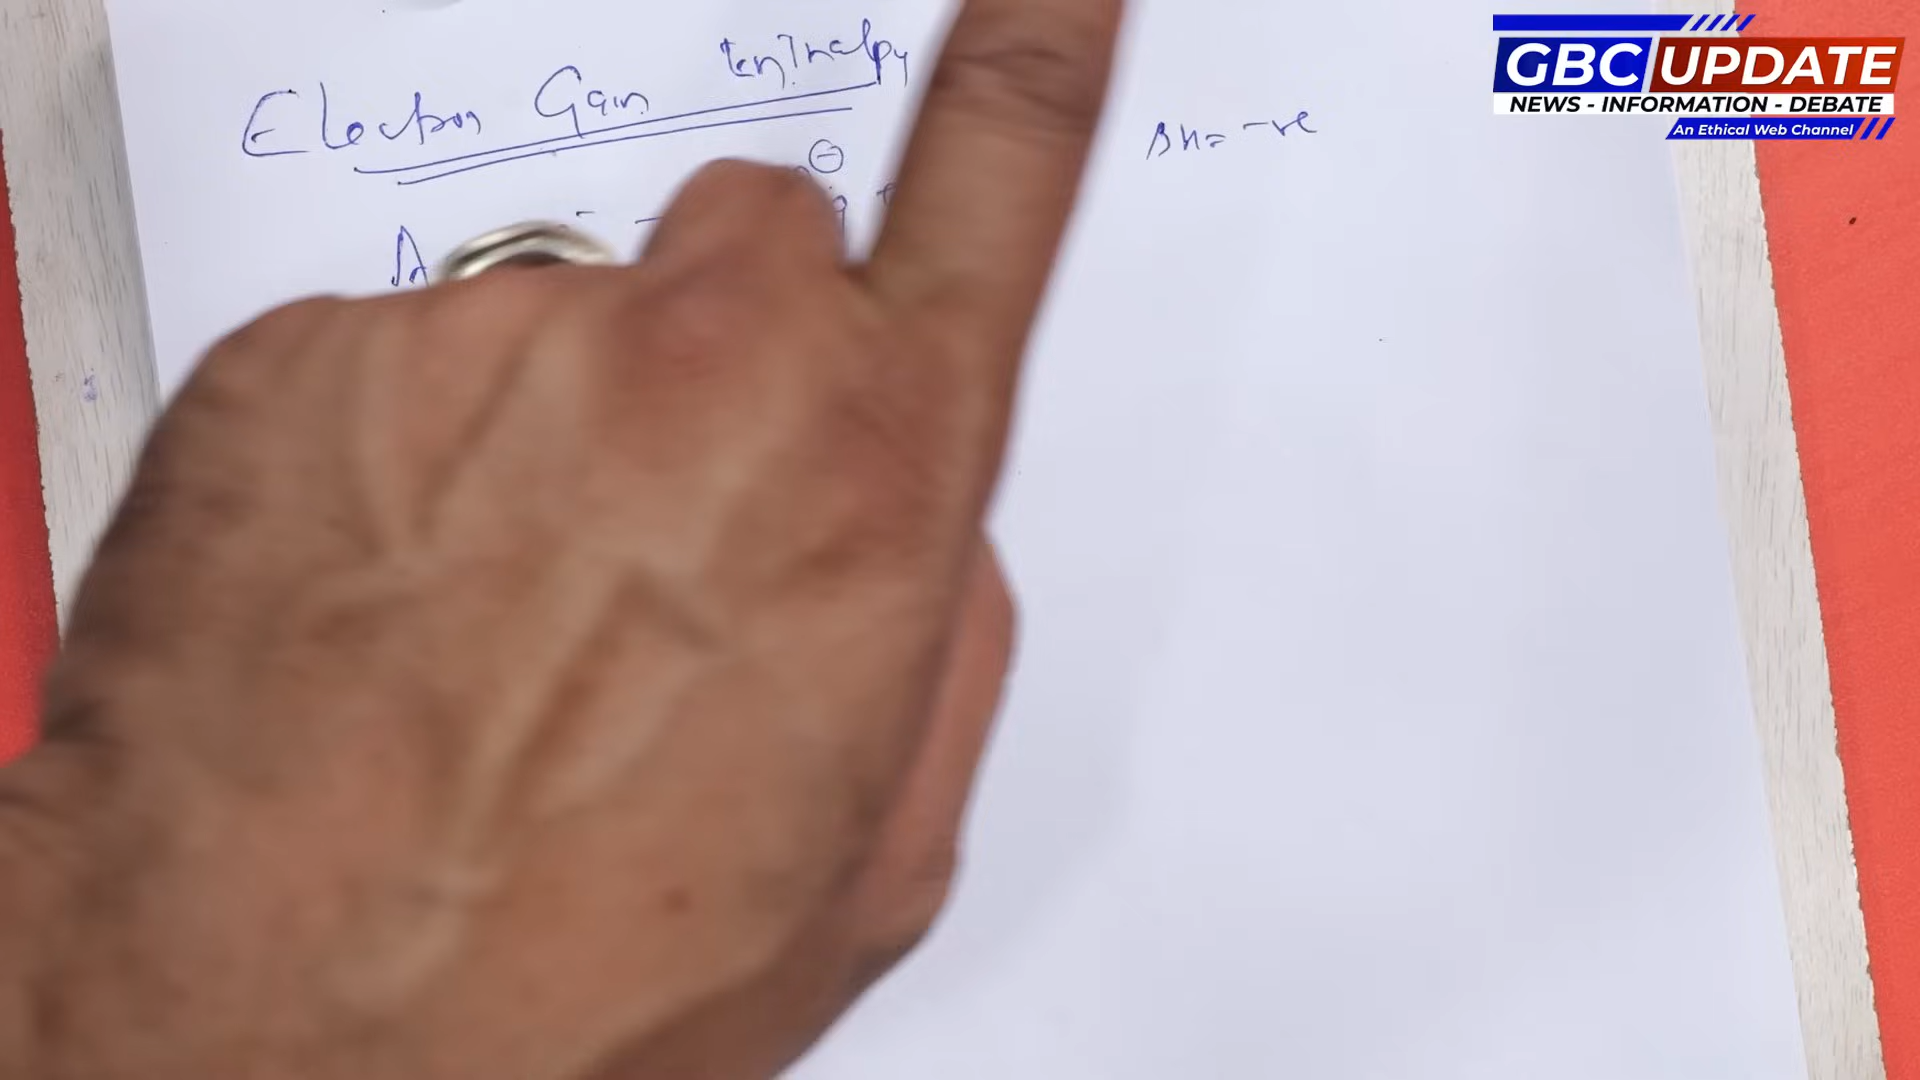 Electron Gain Enthalpy
ΔH= -ve
A
GBC UPDATE
NEWS - INFORMATION - DEBATE
An Ethical Web Channel